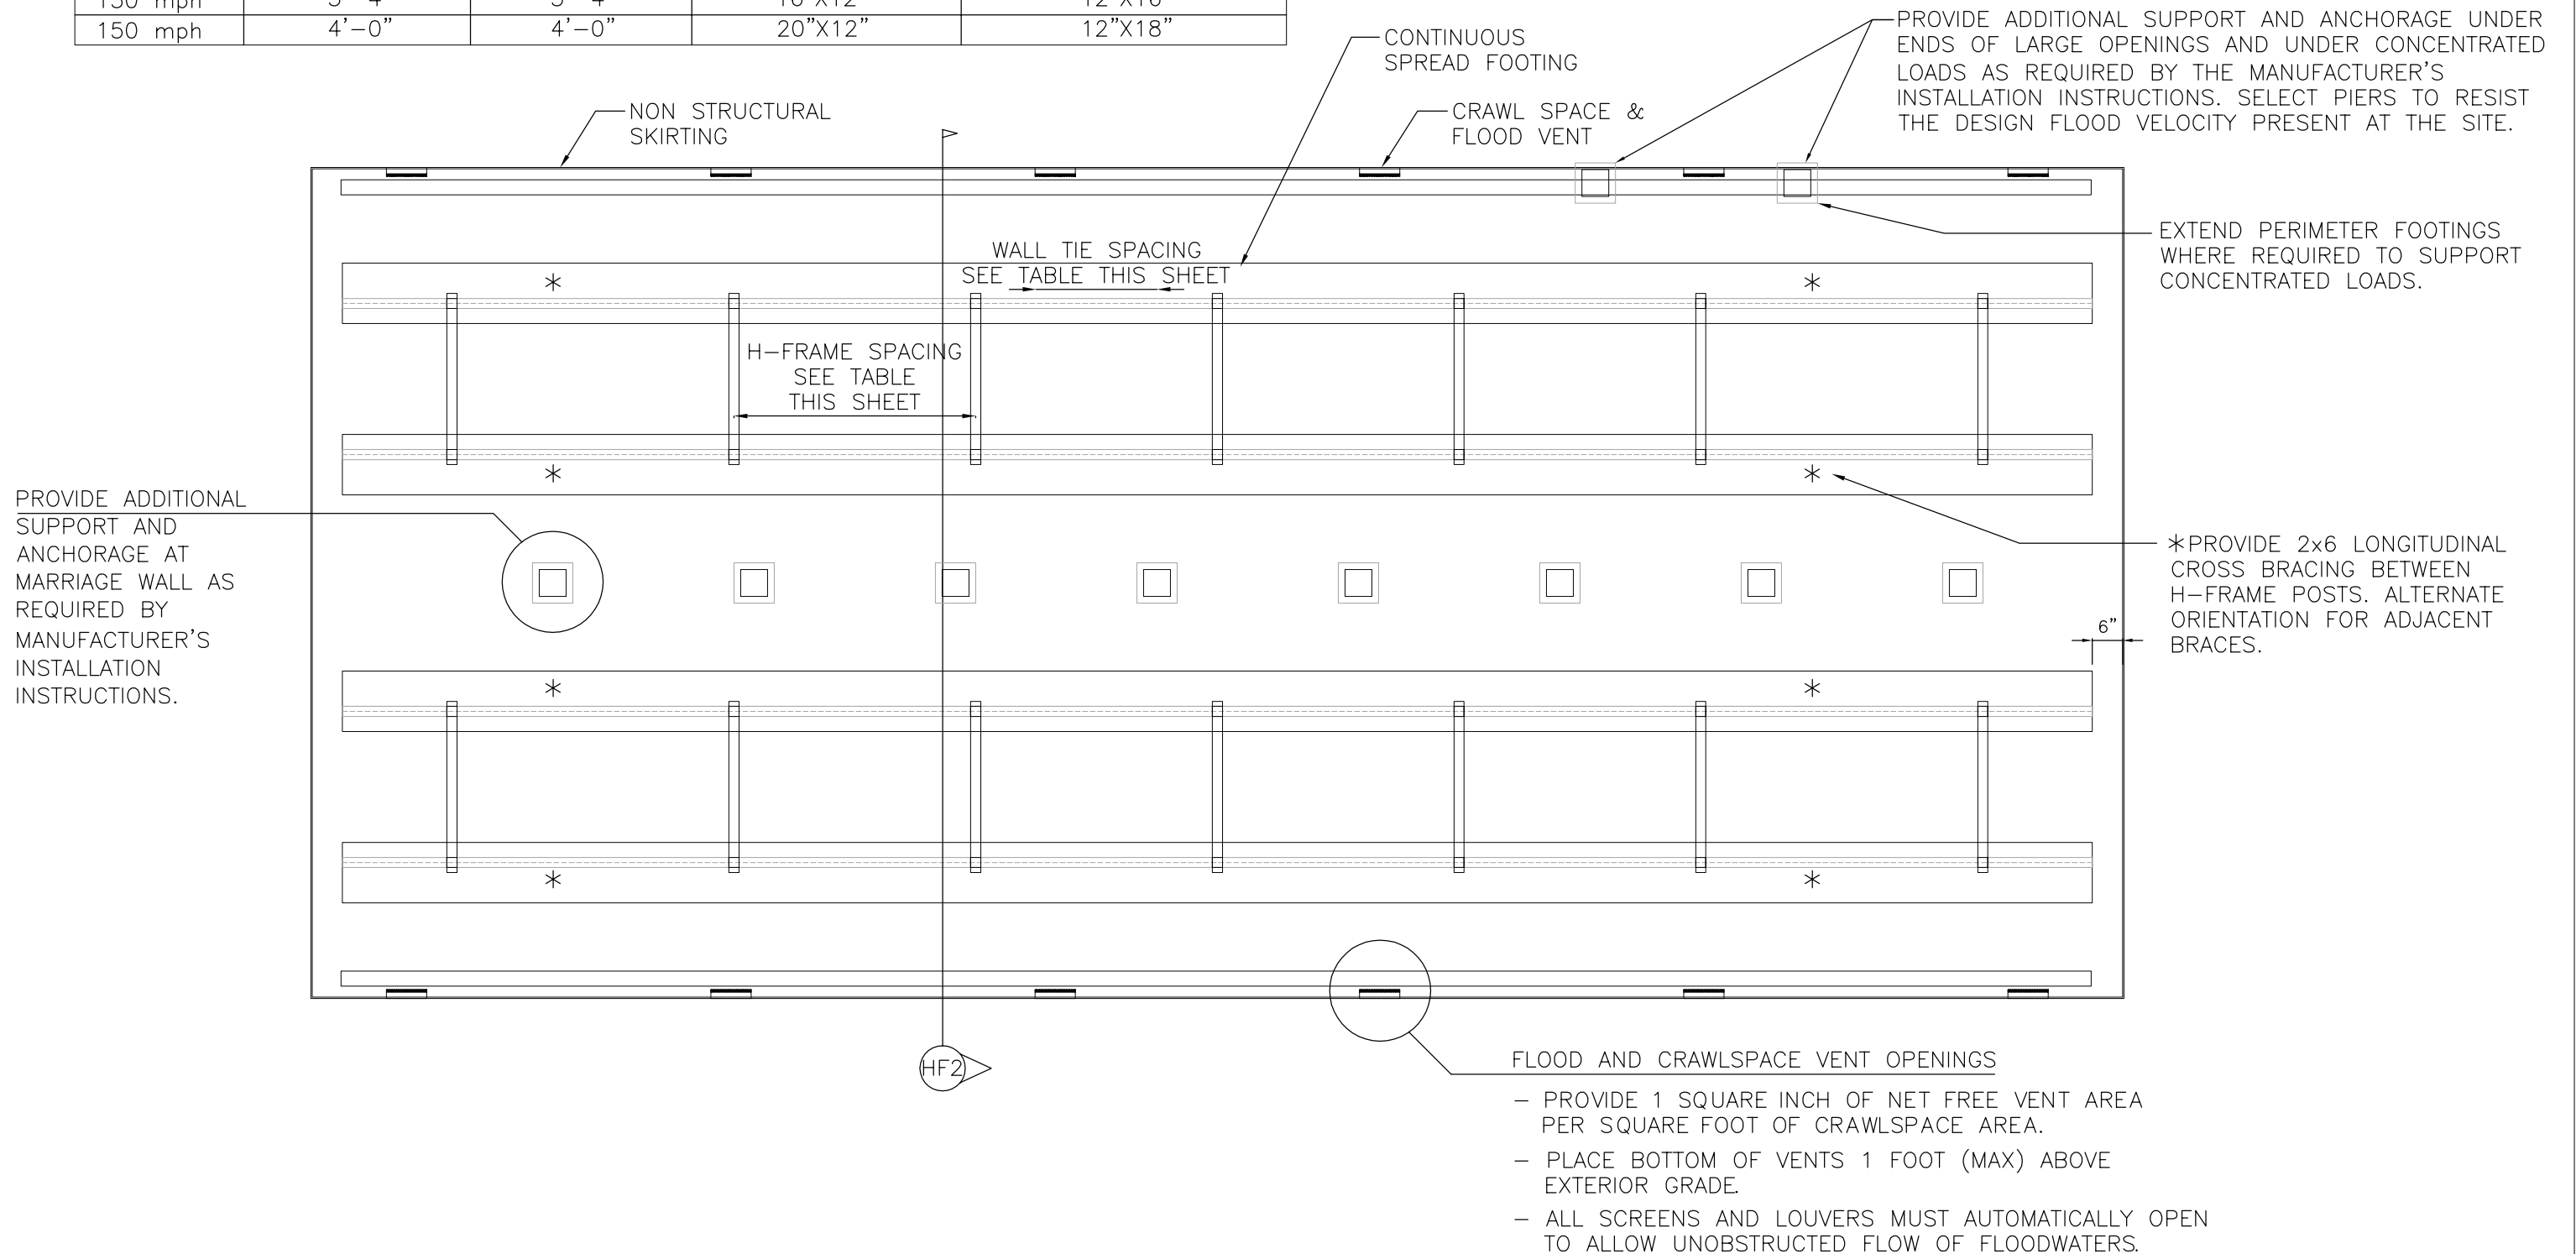 150 mph 4'-0" 4'-0" 20"X12" 12"X18"
CONTINUOUS
SPREAD FOOTING
PROVIDE ADDITIONAL SUPPORT AND ANCHORAGE UNDER
ENDS OF LARGE OPENINGS AND UNDER CONCENTRATED
LOADS AS REQUIRED BY THE MANUFACTURER'S
INSTALLATION INSTRUCTIONS. SELECT PIERS TO RESIST
THE DESIGN FLOOD VELOCITY PRESENT AT THE SITE.
NON STRUCTURAL
SKIRTING
CRAWL SPACE &
FLOOD VENT
EXTEND PERIMETER FOOTINGS
WHERE REQUIRED TO SUPPORT
CONCENTRATED LOADS.
WALL TIE SPACING
SEE TABLE THIS SHEET
*
*
H-FRAME SPACING
SEE TABLE
THIS SHEET
*
*
PROVIDE ADDITIONAL
SUPPORT AND
ANCHORAGE AT
MARRIAGE WALL AS
REQUIRED BY
MANUFACTURER'S
INSTALLATION
INSTRUCTIONS.
*PROVIDE 2x6 LONGITUDINAL
CROSS BRACING BETWEEN
H-FRAME POSTS. ALTERNATE
ORIENTATION FOR ADJACENT
BRACES.
6"
*
*
*
*
HF2
FLOOD AND CRAWLSPACE VENT OPENINGS
- PROVIDE 1 SQUARE INCH OF NET FREE VENT AREA
PER SQUARE FOOT OF CRAWLSPACE AREA.
- PLACE BOTTOM OF VENTS 1 FOOT (MAX) ABOVE
EXTERIOR GRADE.
- ALL SCREENS AND LOUVERS MUST AUTOMATICALLY OPEN
TO ALLOW UNOBSTRUCTED FLOW OF FLOODWATERS.